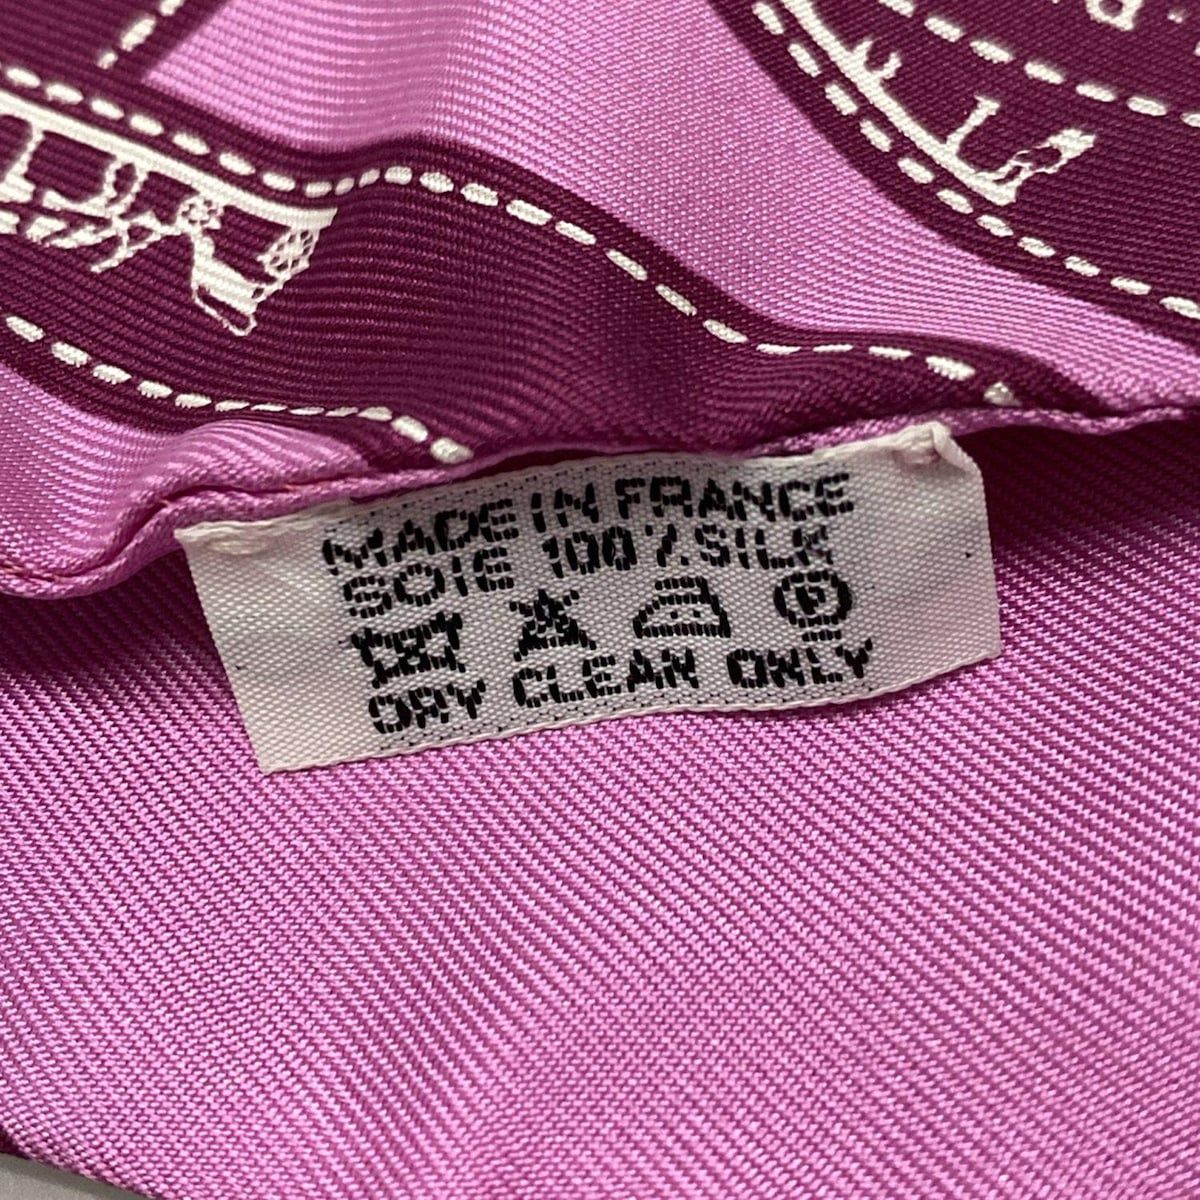 MADE IN FRANCE
SOIE 100% SILK
P
DRY CLEAN ONLY